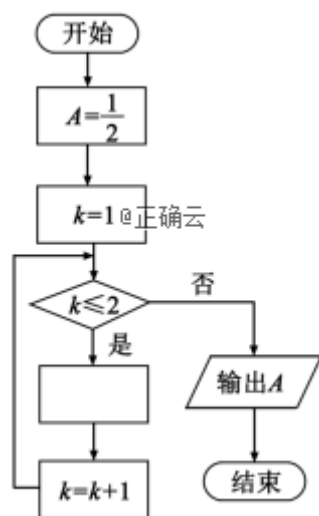 开始
A=1/2
k=1@正确云
k≤2
否
是
输出A
k=k+1
结束